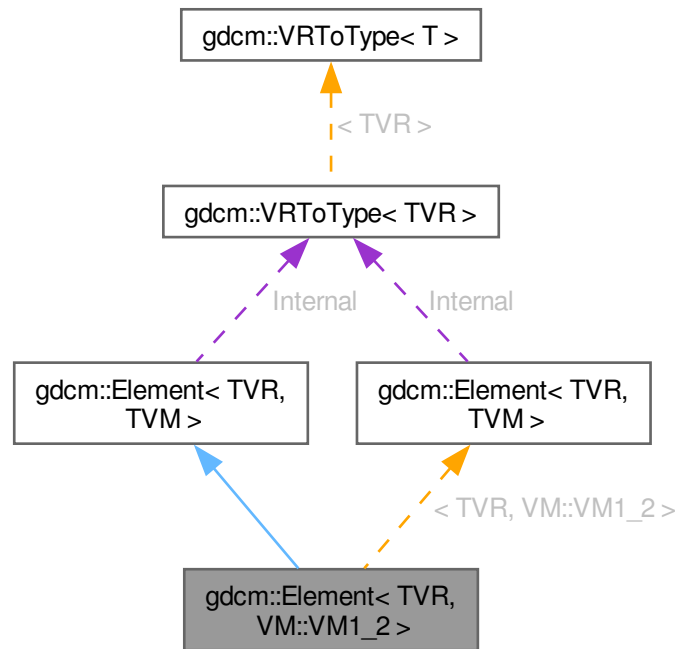 gdcm::VRToType< T >
< TVR >
gdcm::VRToType< TVR >
Internal
Internal
gdcm::Element< TVR,
TVM >
gdcm::Element< TVR,
TVM >
< TVR, VM::VM1_2 >
gdcm::Element< TVR,
VM::VM1_2 >